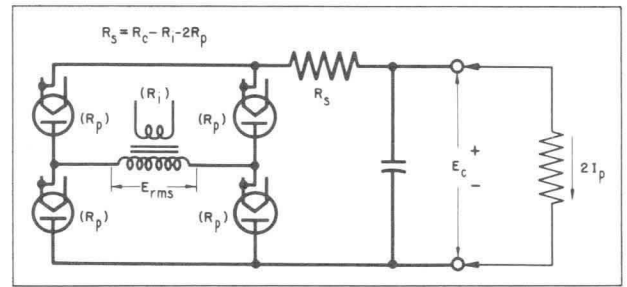 R_s = R_c – R_i – 2R_p
(R_i)
(R_p)
(R_p)
R_s
E_rms
(R_p)
(R_p)
E_c
+
–
2I_p